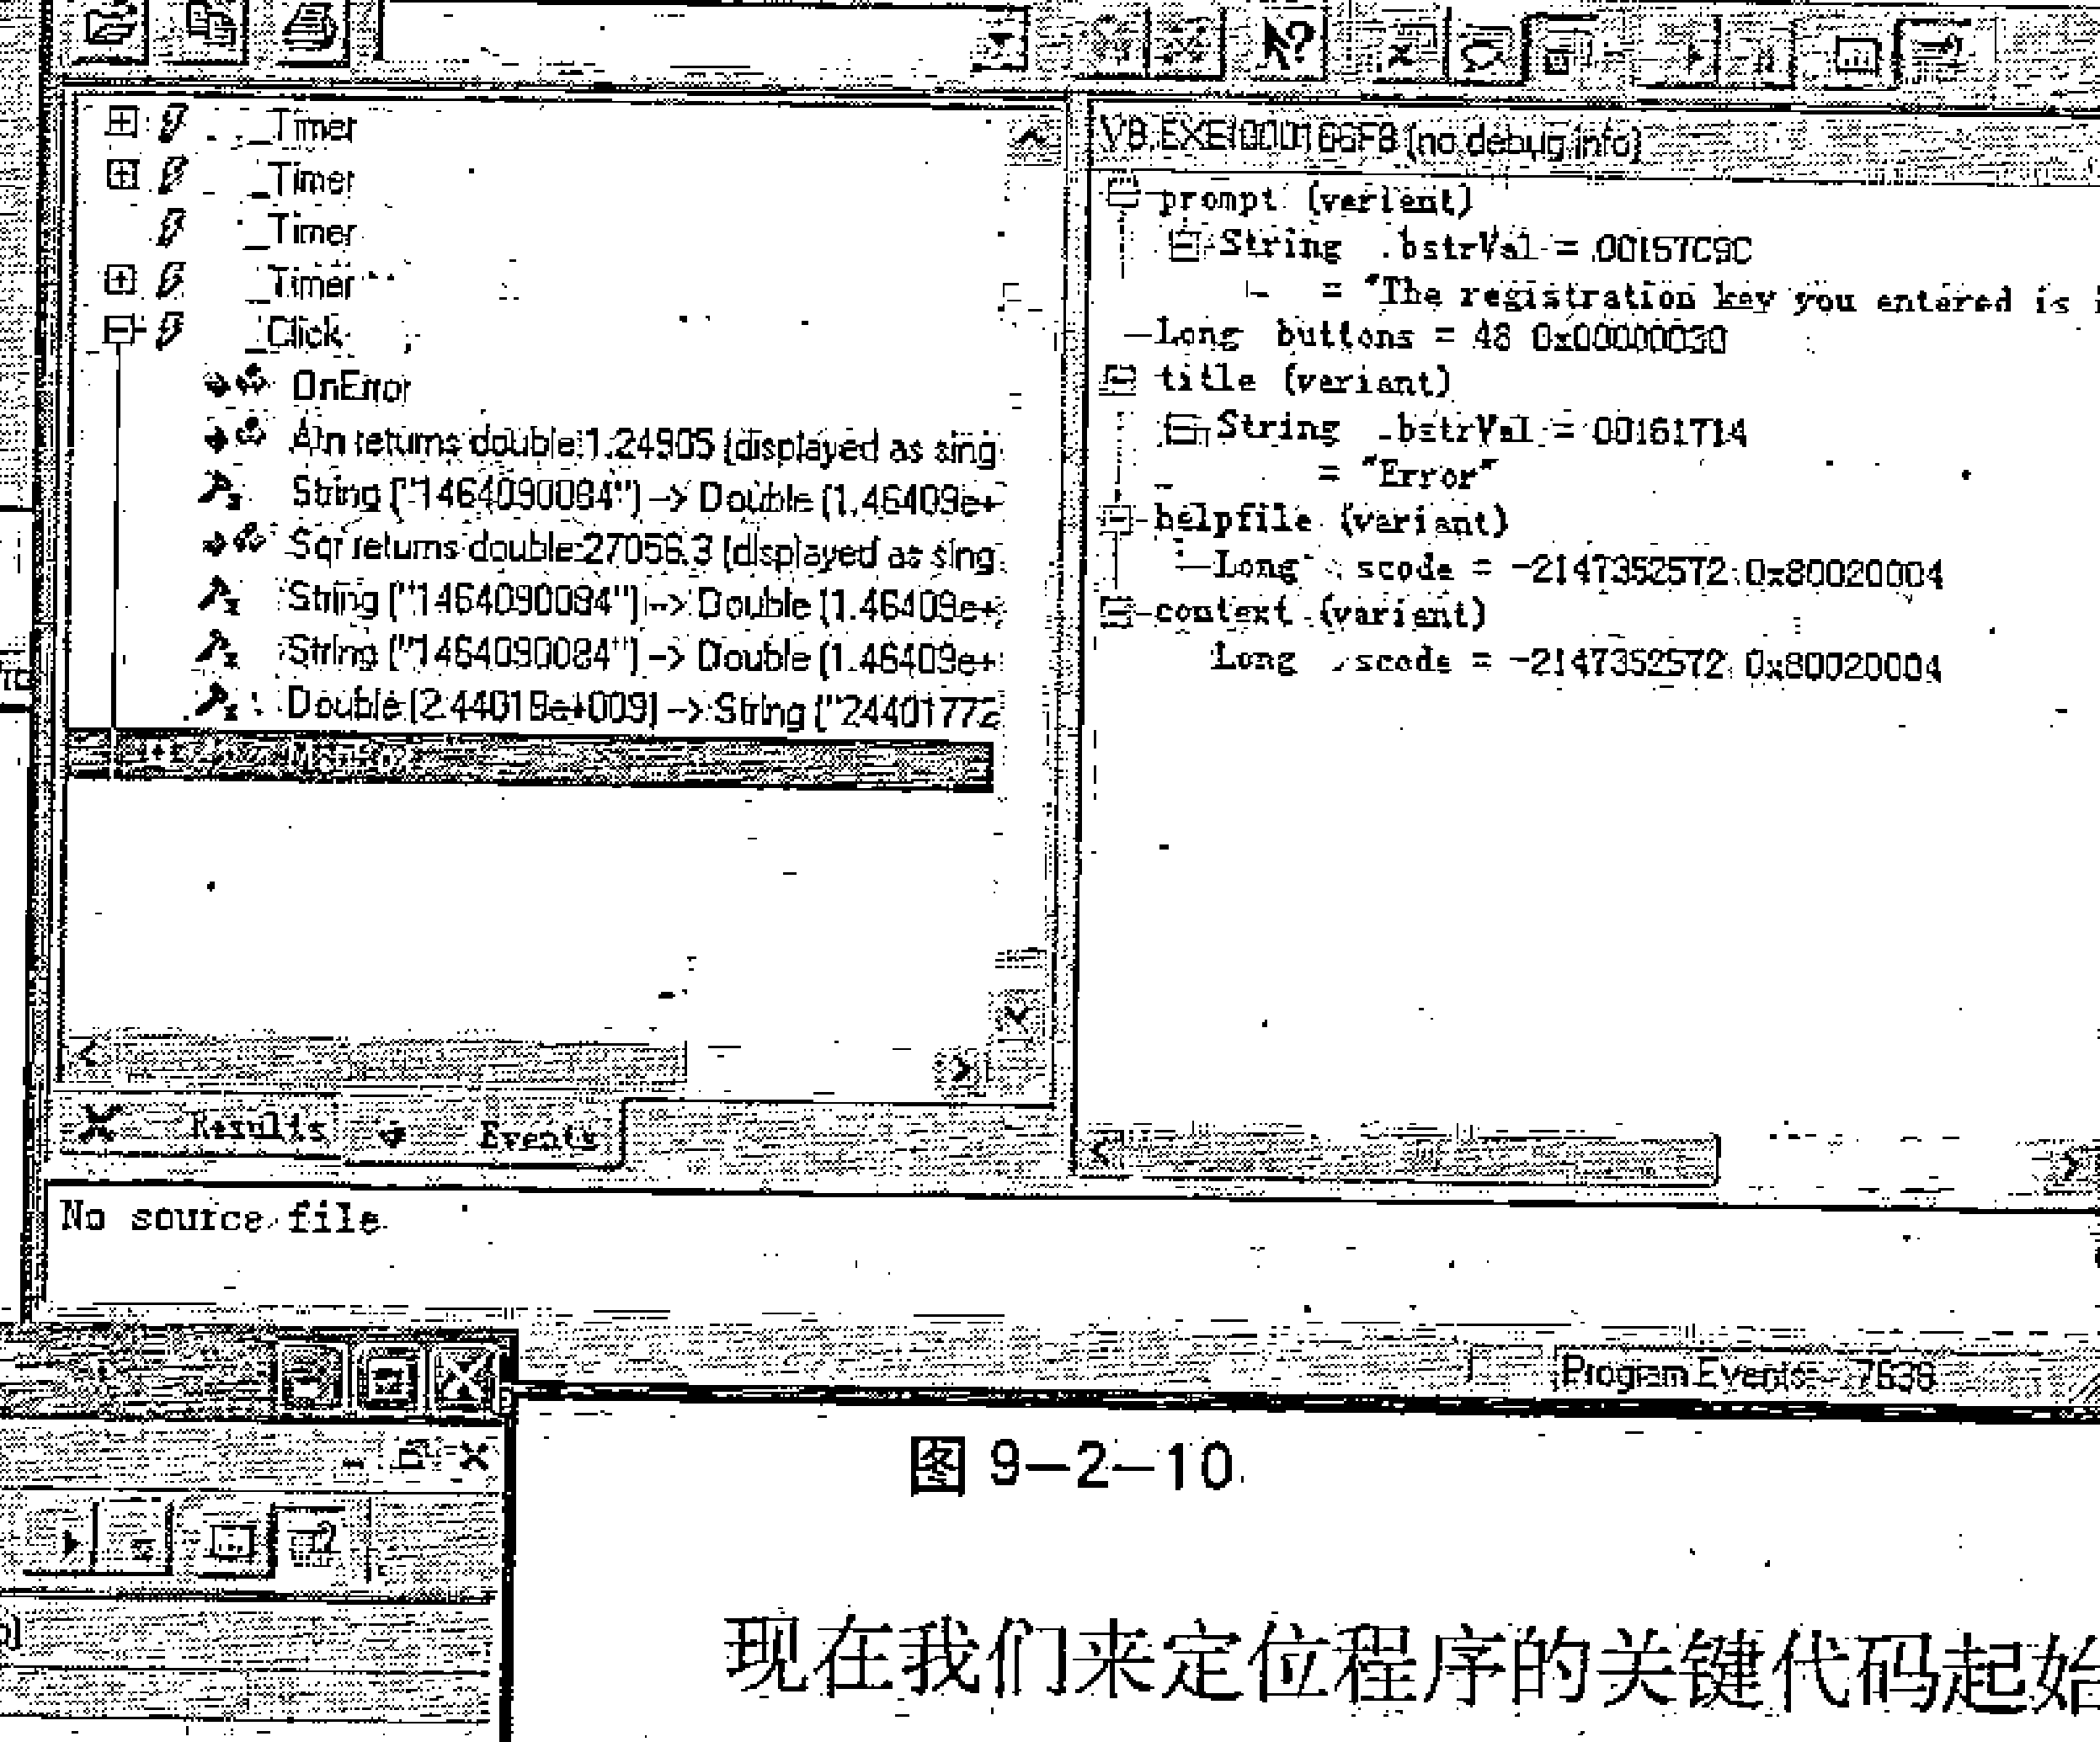 _Timer
_Timer
_Timer
_Timer
_Click
OnError
Atn returns double:1.24905 (displayed as sing
String ("1464090084") --> Double (1.46409e+
Sqr returns double:27056.3 (displayed as sing
String ("1464090084") --> Double (1.46409e+
String ("1464090084") --> Double (1.46409e+
Double (2.44018e+009) --> String ("24401772
MsgBox
Results
Events
(no debug info)
prompt (variant)
String .bstrVal = 00157C9C
= "The registration key you entered is
Long buttons = 48 0x00000030
title (variant)
String .bstrVal = 00161714
= "Error"
helpfile (variant)
Long scode = -2147352572 0x80020004
context (variant)
Long scode = -2147352572 0x80020004
No source file
Program Events
图 9-2-10
现在我们来定位程序的关键代码起始